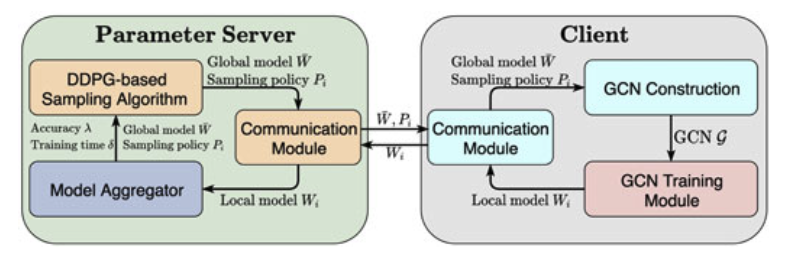 Parameter Server
DDPG-based
Sampling Algorithm
Global model W̄
Sampling policy Pᵢ
Accuracy λ
Training time δ
Global model W̄
Sampling policy Pᵢ
Communication
Module
Model Aggregator
Local model Wᵢ
W̄, Pᵢ
Wᵢ
Client
Global model W̄
Sampling policy Pᵢ
GCN Construction
Communication
Module
GCN 𝒢
Local model Wᵢ
GCN Training
Module